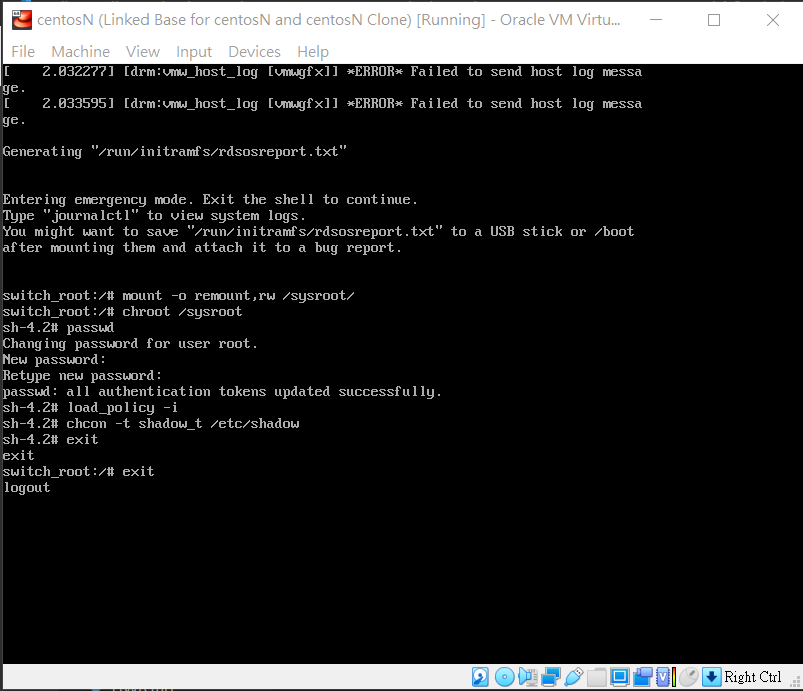 centosN (Linked Base for centosN and centosN Clone) [Running] - Oracle VM Virtu...
File Machine View Input Devices Help
[    2.032277] [drm:vmw_host_log [vmwgfx]] *ERROR* Failed to send host log messa
ge.
[    2.033595] [drm:vmw_host_log [vmwgfx]] *ERROR* Failed to send host log messa
ge.
Generating "/run/initramfs/rdsosreport.txt"
Entering emergency mode. Exit the shell to continue.
Type "journalctl" to view system logs.
You might want to save "/run/initramfs/rdsosreport.txt" to a USB stick or /boot
after mounting them and attach it to a bug report.
switch_root:/# mount -o remount,rw /sysroot/
switch_root:/# chroot /sysroot
sh-4.2# passwd
Changing password for user root.
New password:
Retype new password:
passwd: all authentication tokens updated successfully.
sh-4.2# load_policy -i
sh-4.2# chcon -t shadow_t /etc/shadow
sh-4.2# exit
exit
switch_root:/# exit
logout
Right Ctrl